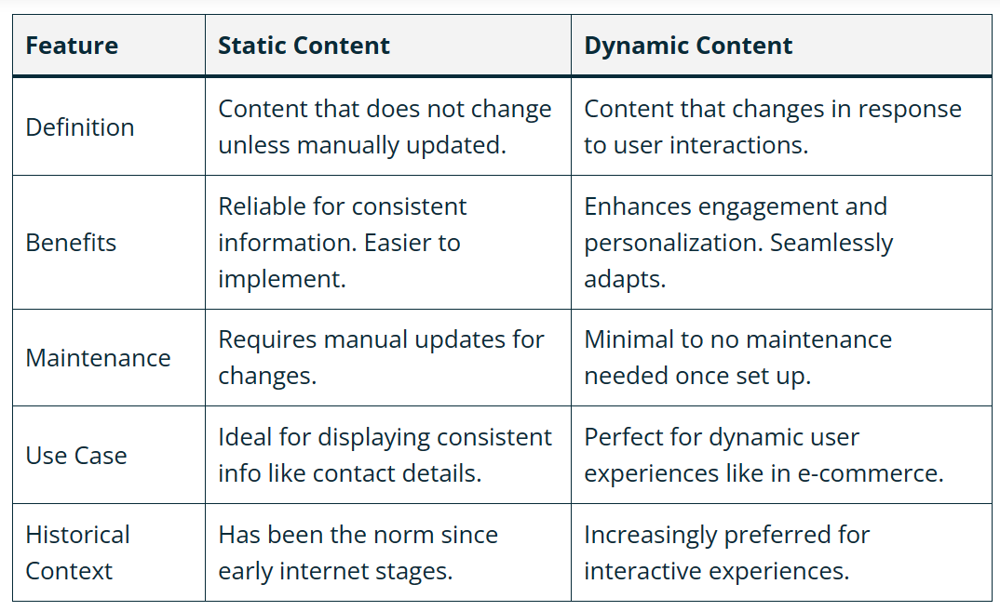 Feature Static Content Dynamic Content
Definition
Content that does not change
unless manually updated.
Content that changes in response
to user interactions.
Benefits
Reliable for consistent
information. Easier to
implement.
Enhances engagement and
personalization. Seamlessly
adapts.
Maintenance
Requires manual updates for
changes.
Minimal to no maintenance
needed once set up.
Use Case
Ideal for displaying consistent
info like contact details.
Perfect for dynamic user
experiences like in e-commerce.
Historical
Context
Has been the norm since
early internet stages.
Increasingly preferred for
interactive experiences.